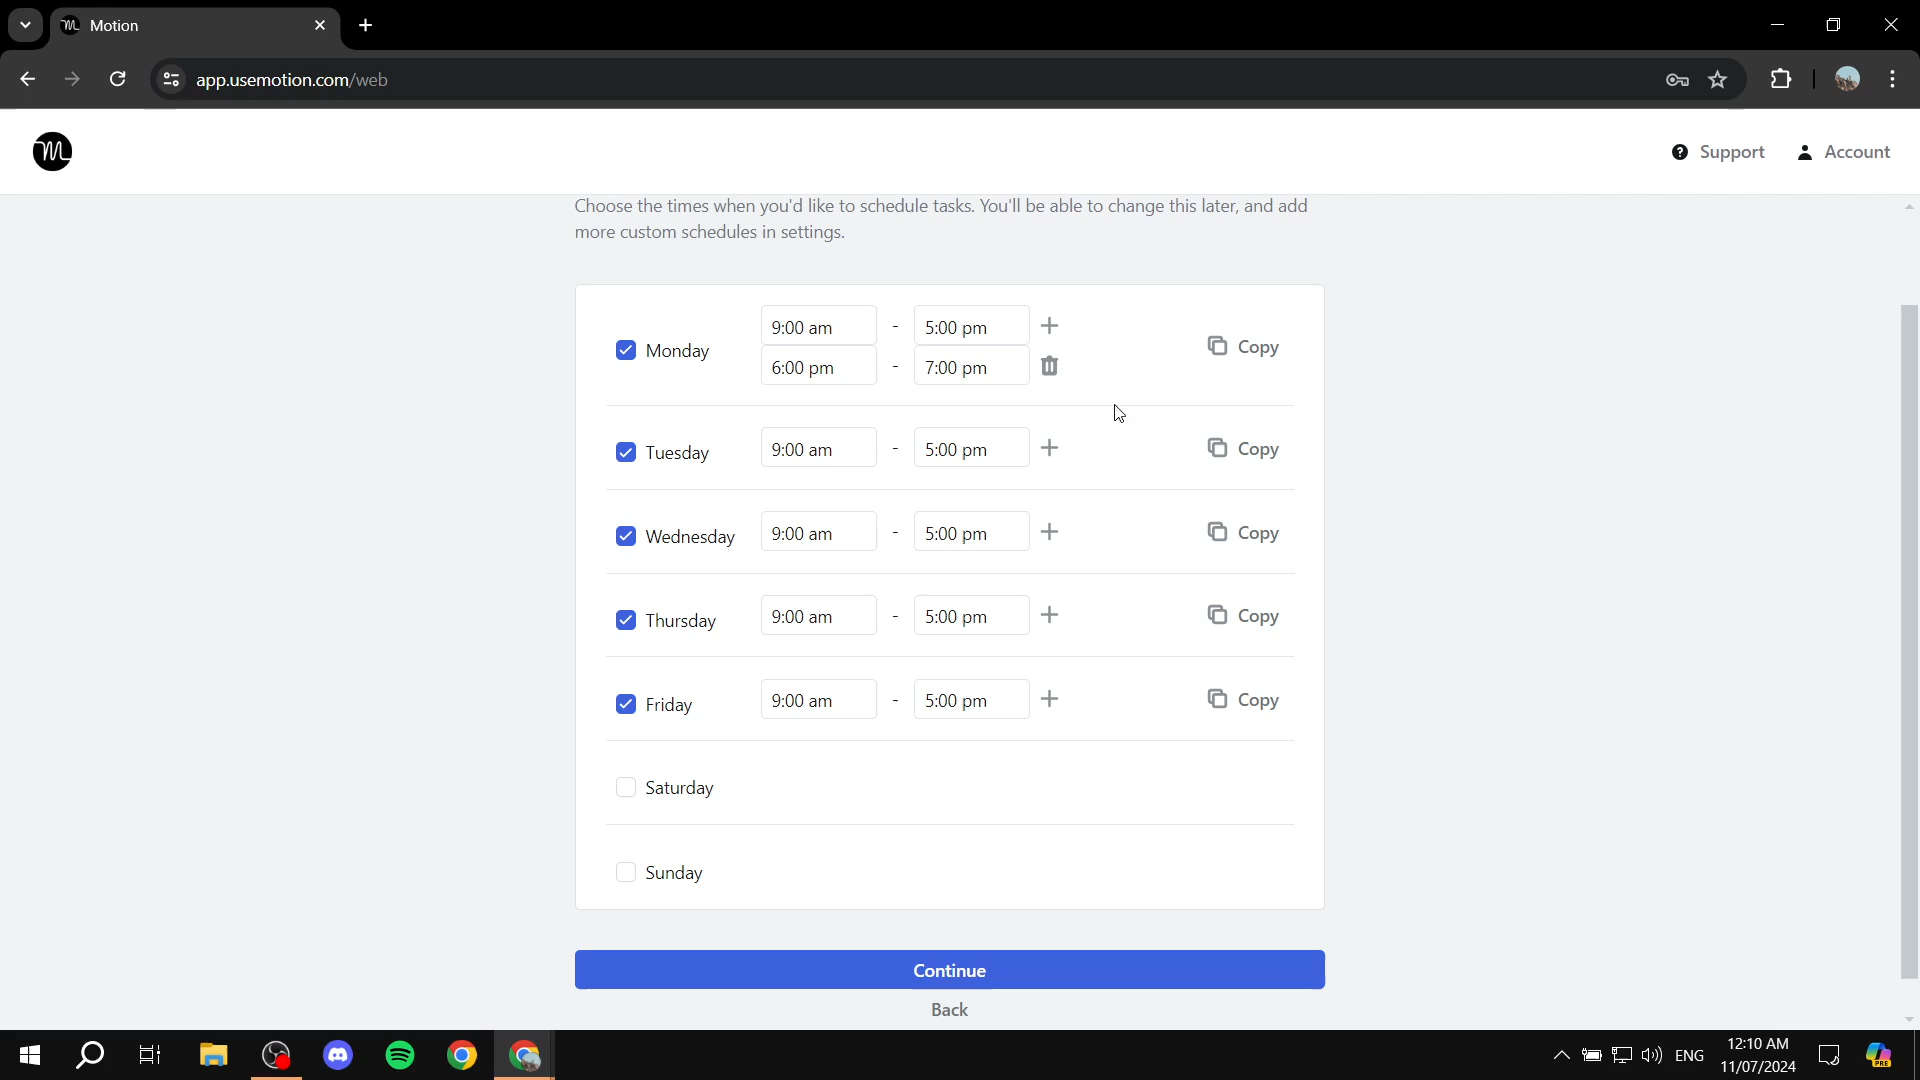 Motion
app.usemotion.com/web
Support
Account
Choose the times when you'd like to schedule tasks. You'll be able to change this later, and add
more custom schedules in settings.
Monday 9:00 am - 5:00 pm Copy
6:00 pm - 7:00 pm
Tuesday 9:00 am - 5:00 pm Copy
Wednesday 9:00 am - 5:00 pm Copy
Thursday 9:00 am - 5:00 pm Copy
Friday 9:00 am - 5:00 pm Copy
Saturday
Sunday
Continue
Back
ENG
12:10 AM
11/07/2024
PRE